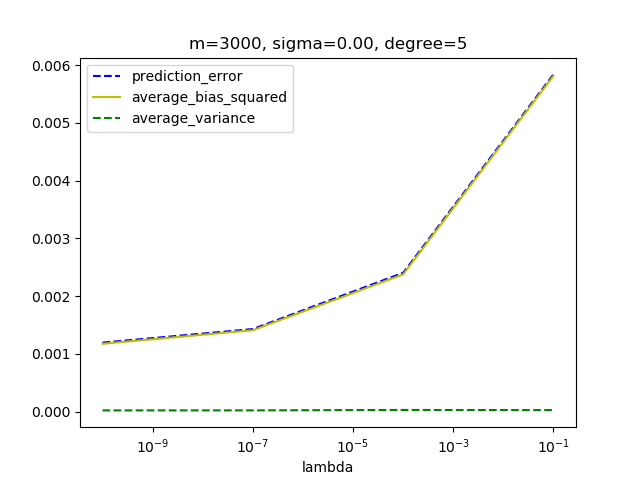 m=3000, sigma=0.00, degree=5
prediction_error
average_bias_squared
average_variance
0.006
0.005
0.004
0.003
0.002
0.001
0.000
10⁻⁹
10⁻⁷
10⁻⁵
10⁻³
10⁻¹
lambda